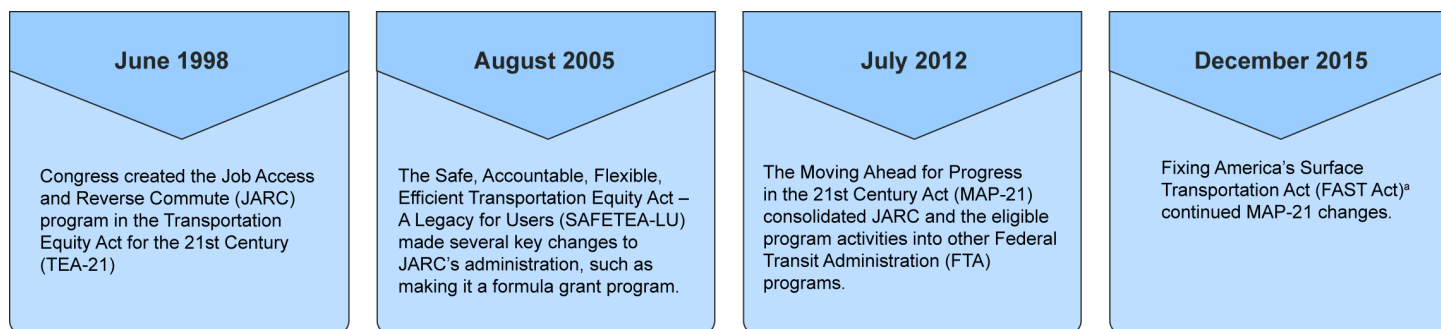 June 1998
Congress created the Job Access
and Reverse Commute (JARC)
program in the Transportation
Equity Act for the 21st Century
(TEA-21)
August 2005
The Safe, Accountable, Flexible,
Efficient Transportation Equity Act –
A Legacy for Users (SAFETEA-LU)
made several key changes to
JARC’s administration, such as
making it a formula grant program.
July 2012
The Moving Ahead for Progress
in the 21st Century Act (MAP-21)
consolidated JARC and the eligible
program activities into other Federal
Transit Administration (FTA)
programs.
December 2015
Fixing America’s Surface
Transportation Act (FAST Act)ª
continued MAP-21 changes.